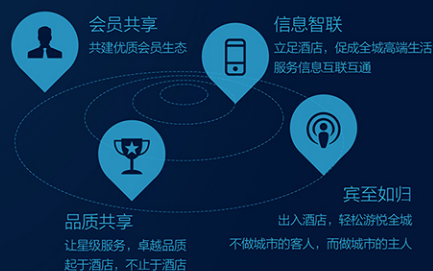 会员共享
共建优质会员生态
信息智联
立足酒店，促成全城高端生活
服务信息互联互通
品质共享
让星级服务，卓越品质
起于酒店，不止于酒店
宾至如归
出入酒店，轻松游悦全城
不做城市的客人，而做城市的主人